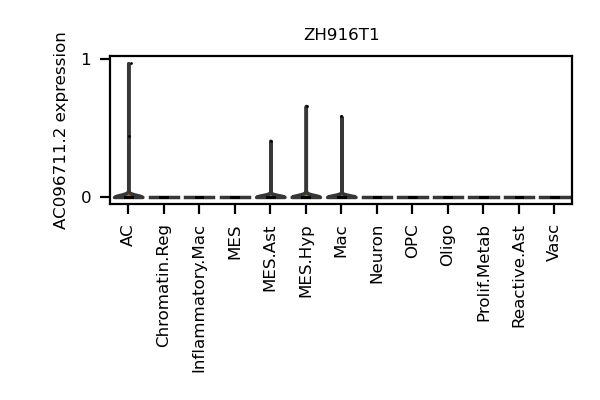 ZH916T1
AC096711.2 expression
1
0
AC
Chromatin.Reg
Inflammatory.Mac
MES
MES.Ast
MES.Hyp
Mac
Neuron
OPC
Oligo
Prolif.Metab
Reactive.Ast
Vasc